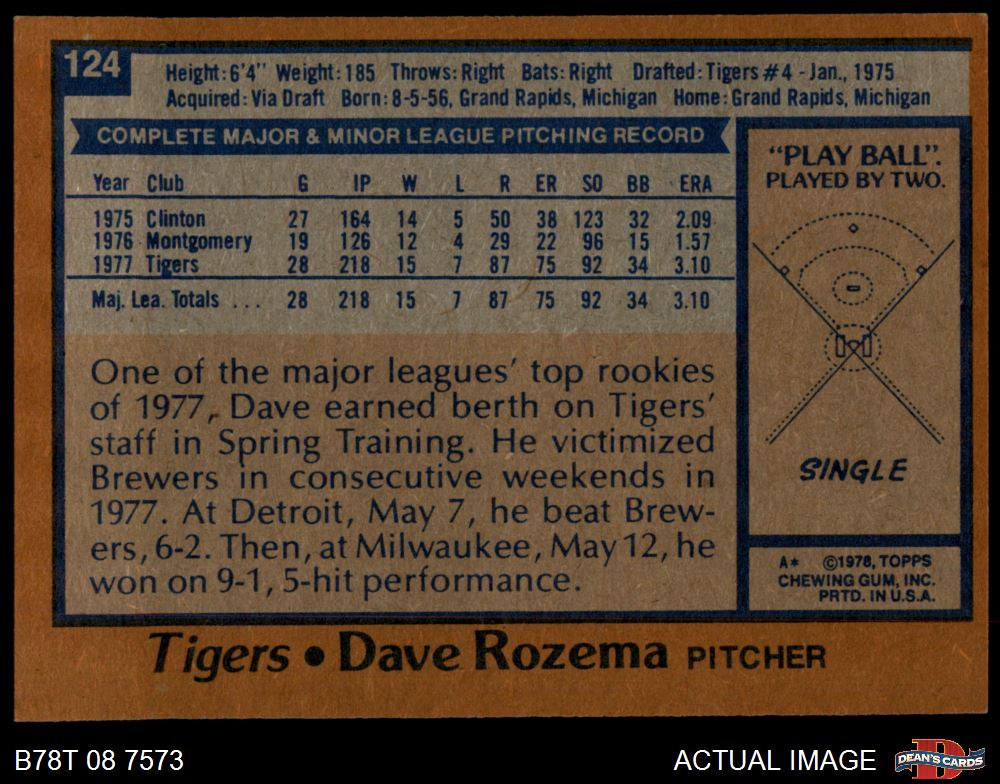 124
Height:6'4" Weight:185 Throws:Right Bats:Right Drafted:Tigers #4 - Jan., 1975
Acquired:Via Draft Born:8-5-56, Grand Rapids, Michigan Home:Grand Rapids, Michigan
COMPLETE MAJOR & MINOR LEAGUE PITCHING RECORD
Year Club G IP W L R ER SO BB ERA
1975 Clinton 27 164 14 5 50 38 123 32 2.09
1976 Montgomery 19 126 12 4 29 22 96 15 1.57
1977 Tigers 28 218 15 7 87 75 92 34 3.10
Maj. Lea. Totals ... 28 218 15 7 87 75 92 34 3.10
One of the major leagues' top rookies
of 1977, Dave earned berth on Tigers'
staff in Spring Training. He victimized
Brewers in consecutive weekends in
1977. At Detroit, May 7, he beat Brew-
ers, 6-2. Then, at Milwaukee, May 12, he
won on 9-1, 5-hit performance.
"PLAY BALL".
PLAYED BY TWO.
SINGLE
A* ©1978, TOPPS
CHEWING GUM, INC.
PRTD. IN U.S.A.
Tigers • Dave Rozema PITCHER
B78T 08 7573
ACTUAL IMAGE
D
DEAN'S CARDS